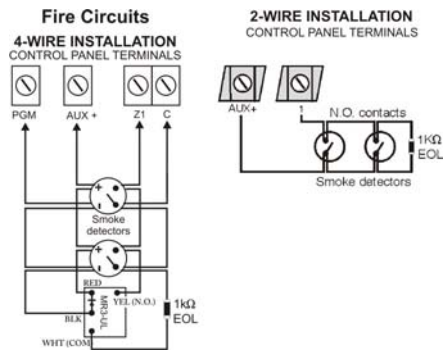 Fire Circuits
4-WIRE INSTALLATION
CONTROL PANEL TERMINALS
PGM
AUX +
Z1
C
Smoke
detectors
RED
YEL (N.O.)
MR3-UL
BLK
WHT (COM
1kΩ
EOL
2-WIRE INSTALLATION
CONTROL PANEL TERMINALS
AUX+
1
N.O. contacts
1KΩ
EOL
Smoke detectors